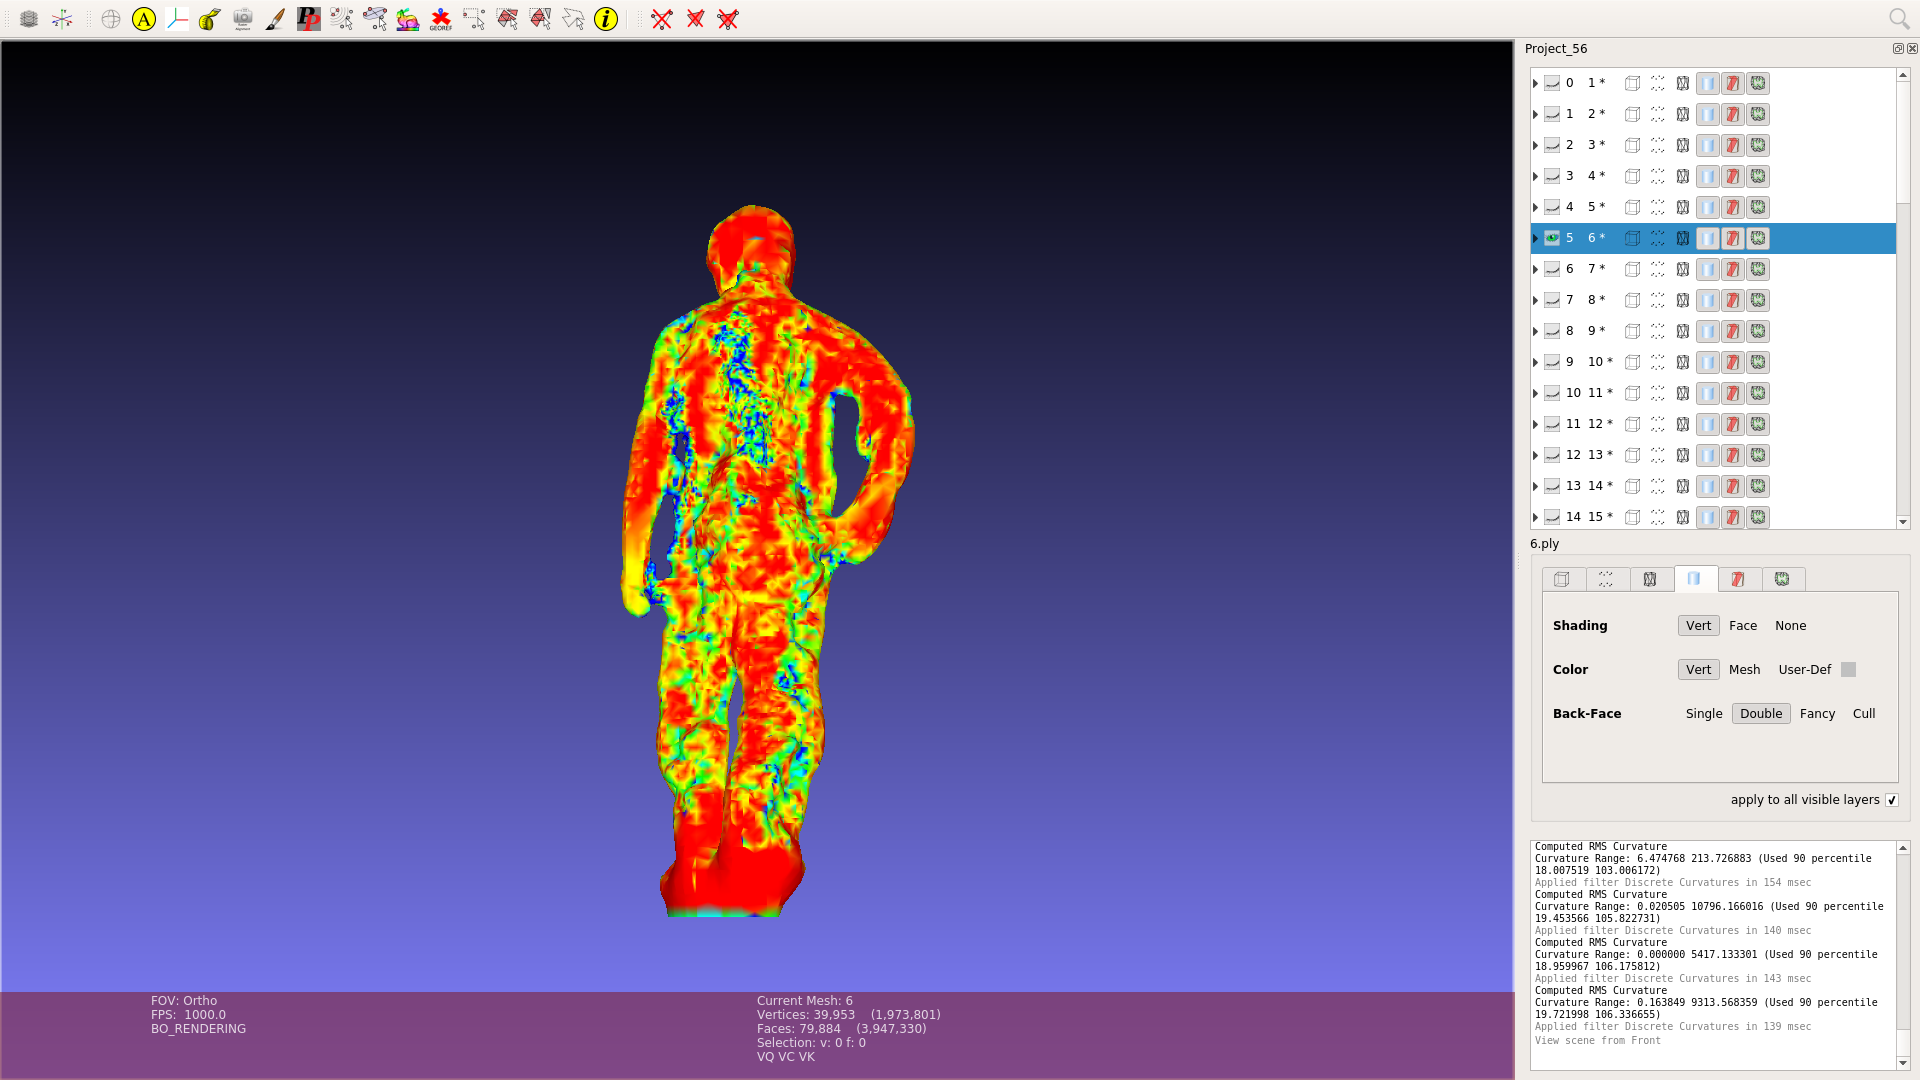 A
Pp
GEOREF
i
Project_56
0 1 *
1 2 *
2 3 *
3 4 *
4 5 *
5 6 *
6 7 *
7 8 *
8 9 *
9 10 *
10 11 *
11 12 *
12 13 *
13 14 *
14 15 *
6.ply
Shading Vert Face None
Color Vert Mesh User-Def
Back-Face Single Double Fancy Cull
apply to all visible layers
Computed RMS Curvature
Curvature Range: 6.474768 213.726883 (Used 90 percentile
18.007519 103.006172)
Applied filter Discrete Curvatures in 154 msec
Computed RMS Curvature
Curvature Range: 0.020505 10796.166016 (Used 90 percentile
19.453566 105.822731)
Applied filter Discrete Curvatures in 140 msec
Computed RMS Curvature
Curvature Range: 0.000000 5417.133301 (Used 90 percentile
18.959967 106.175812)
Applied filter Discrete Curvatures in 143 msec
Computed RMS Curvature
Curvature Range: 0.163849 9313.568359 (Used 90 percentile
19.721998 106.336655)
Applied filter Discrete Curvatures in 139 msec
View scene from Front
FOV: Ortho
FPS: 1000.0
BO_RENDERING
Current Mesh: 6
Vertices: 39,953 (1,973,801)
Faces: 79,884 (3,947,330)
Selection: v: 0 f: 0
VQ VC VK